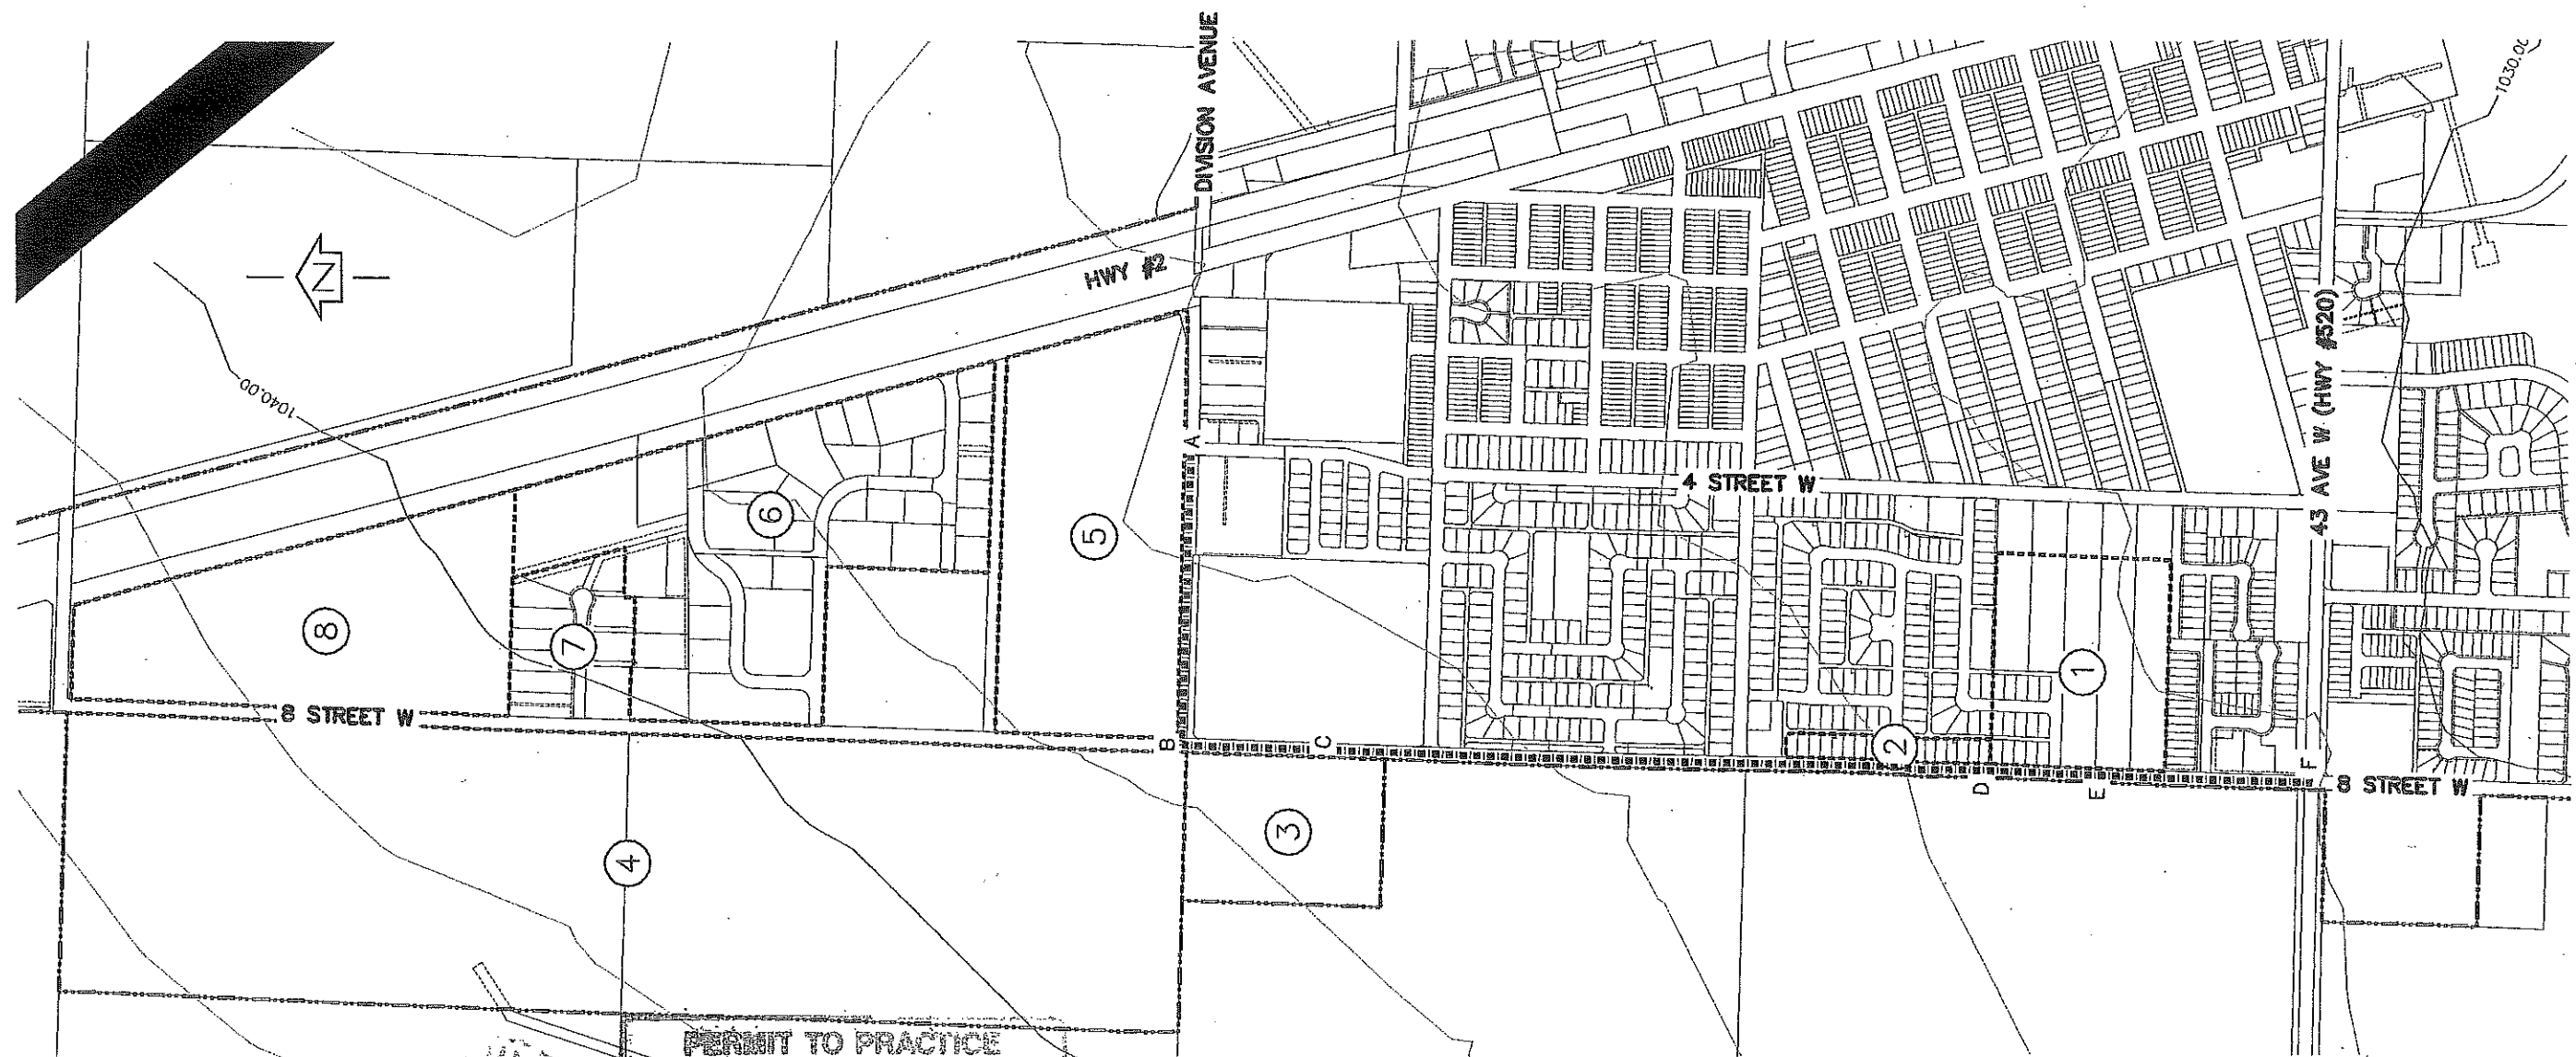 DIVISION AVENUE
1030.00
N
HWY #2
1040.00
43 AVE W (HWY #520)
A
4 STREET W
6
5
8
7
1
8 STREET W
B
C
2
D
E
F
8 STREET W
3
4
PERMIT TO PRACTICE